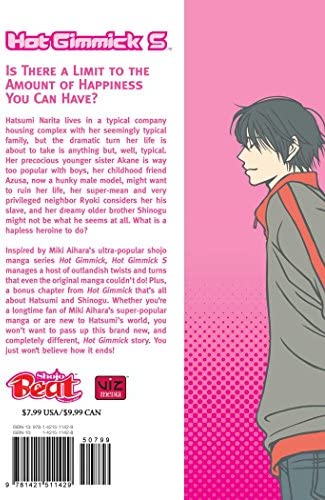 Hot Gimmick S
Is There a Limit to the
Amount of Happiness
You Can Have?
Hatsumi Narita lives in a typical company
housing complex with her seemingly typical
family, but the dramatic turn her life is
about to take is anything but, well, typical.
Her precocious younger sister Akane is way
too popular with boys, her childhood friend
Azusa, now a hunky male model, might want
to ruin her life, her super-mean and very
privileged neighbor Ryoki considers her his
slave, and her dreamy older brother Shinogu
might not be what he seems at all. What is a
hapless heroine to do?
Inspired by Miki Aihara's ultra-popular shojo
manga series Hot Gimmick, Hot Gimmick S
manages a host of outlandish twists and turns
that even the original manga couldn't do! Plus,
a bonus chapter from Hot Gimmick that's all
about Hatsumi and Shinogu. Whether you're
a longtime fan of Miki Aihara's super-popular
manga or are new to Hatsumi's world, you
won't want to pass up this brand new, and
completely different, Hot Gimmick story. You
just won't believe how it ends!
Shojo
Beat
VIZ
media
$7.99 USA/$9.99 CAN
ISBN-13: 978-1-4215-1142-9
ISBN-10: 1-4215-1142-8
50799
9 781421 511429